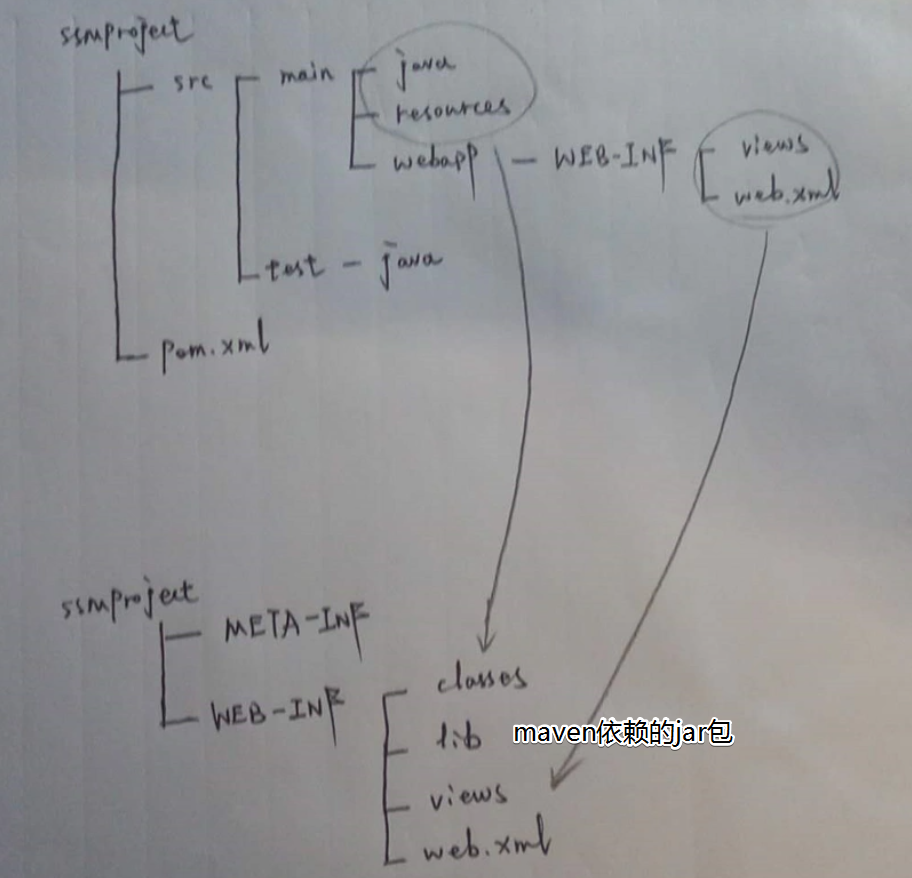 ssmproject
src
main
java
resources
webapp - WEB-INF
views
web.xml
test - java
pom.xml
ssmproject
META-INF
WEB-INF
classes
lib
maven依赖的jar包
views
web.xml